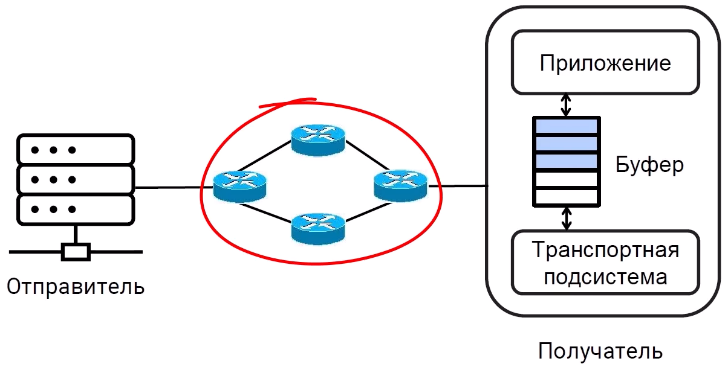 Приложение
Буфер
Транспортная
подсистема
Отправитель
Получатель